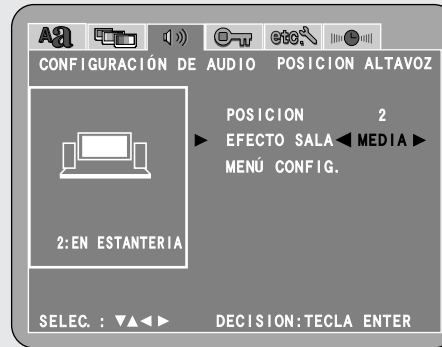 Aa etc.
CONFIGURACIÓN DE AUDIO POSICION ALTAVOZ
POSICION 2
▶ EFECTO SALA ◀ MEDIA ▶
MENÚ CONFIG.
2:EN ESTANTERIA
SELEC. : ▼▲◀ ▶ DECISION:TECLA ENTER